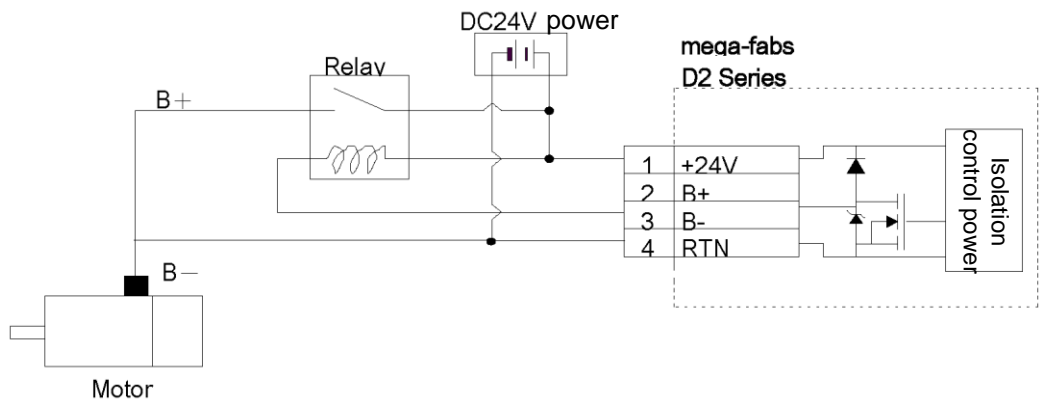 DC24V power
mega-fabs
D2 Series
Relay
B+
1 +24V
2 B+
3 B-
4 RTN
Isolation
control power
B-
Motor